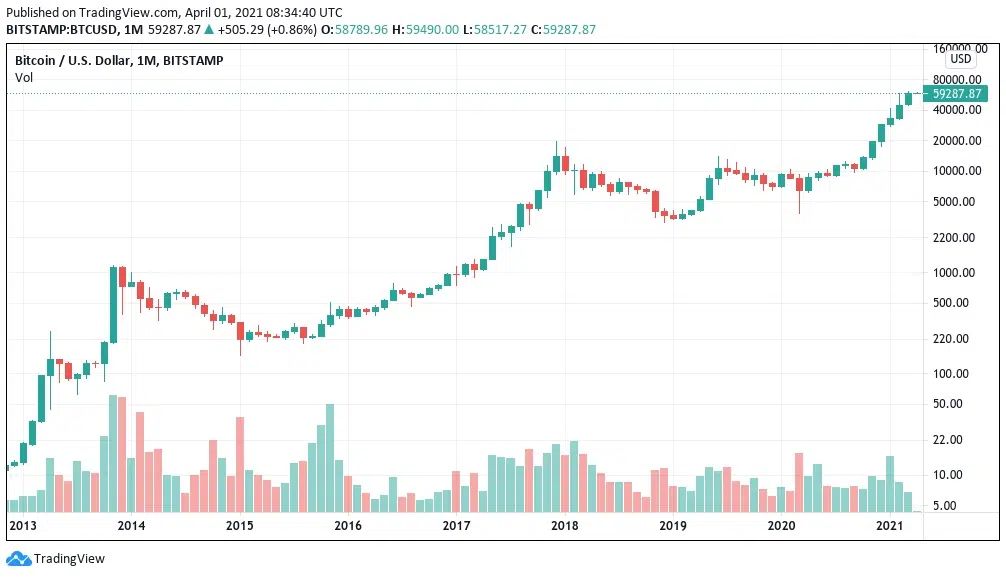 Published on TradingView.com, April 01, 2021 08:34:40 UTC
BITSTAMP:BTCUSD, 1M 59287.87 ▲ +505.29 (+0.86%) O:58789.96 H:59490.00 L:58517.27 C:59287.87
Bitcoin / U.S. Dollar, 1M, BITSTAMP
Vol
160000.00
USD
80000.00
59287.87
40000.00
20000.00
10000.00
5000.00
2200.00
1000.00
500.00
220.00
100.00
50.00
22.00
10.00
5.00
2013 2014 2015 2016 2017 2018 2019 2020 2021
TradingView